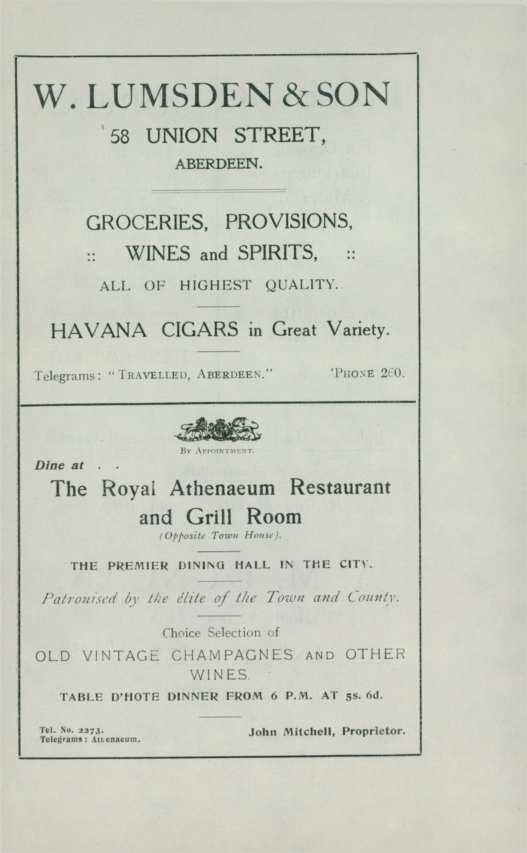 W. LUMSDEN & SON
58 UNION STREET,
ABERDEEN.
GROCERIES, PROVISIONS,
:: WINES and SPIRITS, ::
ALL OF HIGHEST QUALITY.
HAVANA CIGARS in Great Variety.
Telegrams: "TRAVELLED, ABERDEEN." 'PHONE 260.
BY APPOINTMENT.
Dine at . .
The Royal Athenaeum Restaurant
and Grill Room
(Opposite Town House).
THE PREMIER DINING HALL IN THE CITY.
Patronised by the élite of the Town and County.
Choice Selection of
OLD VINTAGE CHAMPAGNES AND OTHER
WINES.
TABLE D'HOTE DINNER FROM 6 P.M. AT 5s. 6d.
Tel. No. 2273. John Mitchell, Proprietor.
Telegrams: Athenaeum.